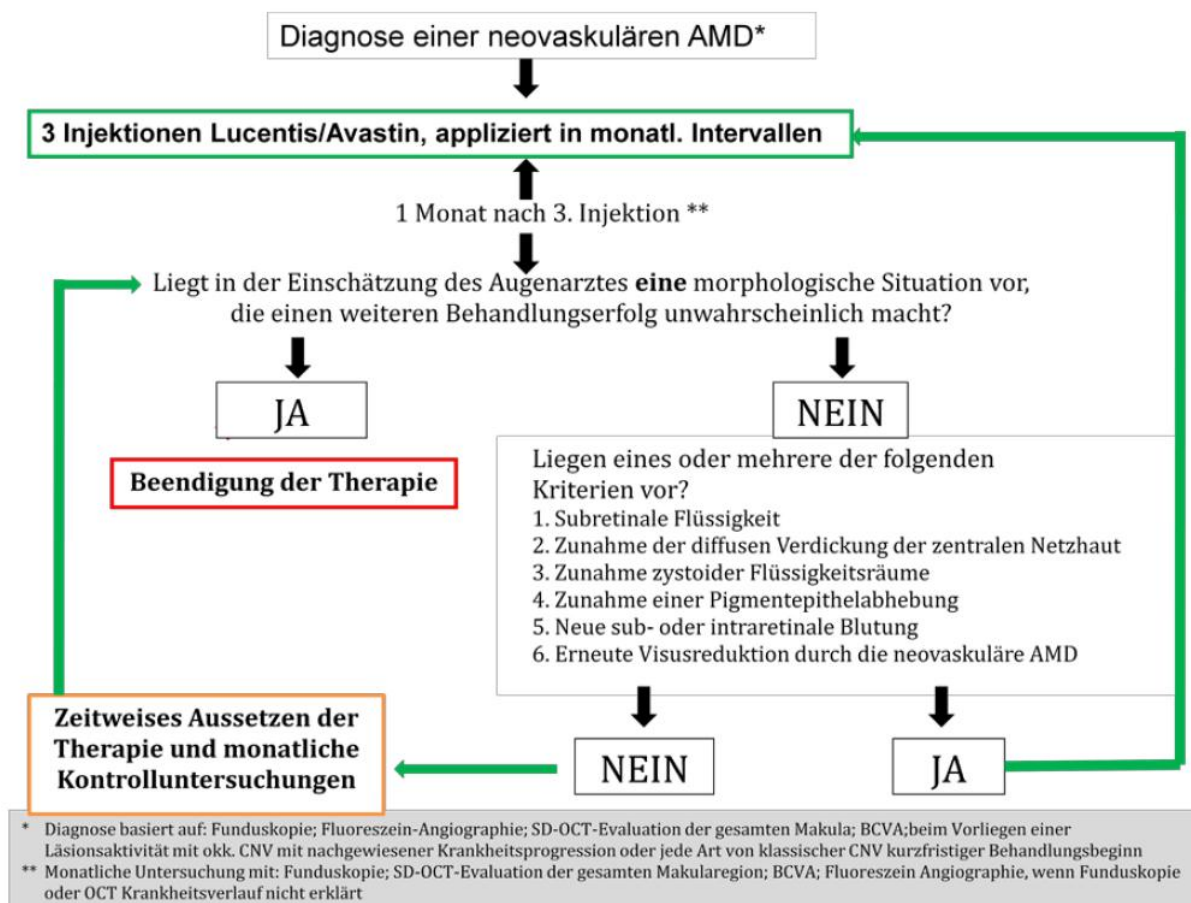 Diagnose einer neovaskulären AMD*
3 Injektionen Lucentis/Avastin, appliziert in monatl. Intervallen
1 Monat nach 3. Injektion **
Liegt in der Einschätzung des Augenarztes eine morphologische Situation vor,
die einen weiteren Behandlungserfolg unwahrscheinlich macht?
JA
NEIN
Beendigung der Therapie
Liegen eines oder mehrere der folgenden
Kriterien vor?
1. Subretinale Flüssigkeit
2. Zunahme der diffusen Verdickung der zentralen Netzhaut
3. Zunahme zystoider Flüssigkeitsräume
4. Zunahme einer Pigmentepithelabhebung
5. Neue sub- oder intraretinale Blutung
6. Erneute Visusreduktion durch die neovaskuläre AMD
Zeitweises Aussetzen der
Therapie und monatliche
Kontrolluntersuchungen
NEIN
JA
* Diagnose basiert auf: Funduskopie; Fluoreszein-Angiographie; SD-OCT-Evaluation der gesamten Makula; BCVA;beim Vorliegen einer
Läsionsaktivität mit okk. CNV mit nachgewiesener Krankheitsprogression oder jede Art von klassischer CNV kurzfristiger Behandlungsbeginn
** Monatliche Untersuchung mit: Funduskopie; SD-OCT-Evaluation der gesamten Makularegion; BCVA; Fluoreszein Angiographie, wenn Funduskopie
oder OCT Krankheitsverlauf nicht erklärt